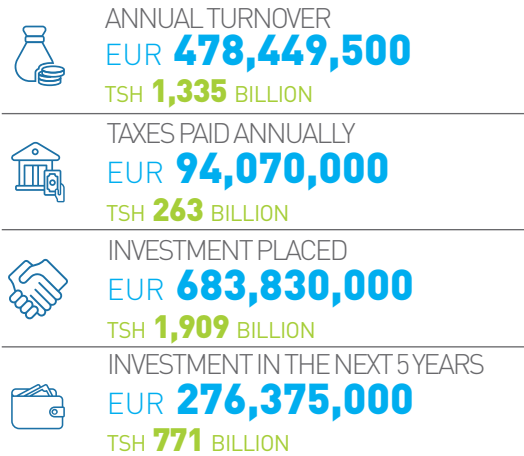 ANNUAL TURNOVER
EUR 478,449,500
TSH 1,335 BILLION
TAXES PAID ANNUALLY
EUR 94,070,000
TSH 263 BILLION
INVESTMENT PLACED
EUR 683,830,000
TSH 1,909 BILLION
INVESTMENT IN THE NEXT 5 YEARS
EUR 276,375,000
TSH 771 BILLION